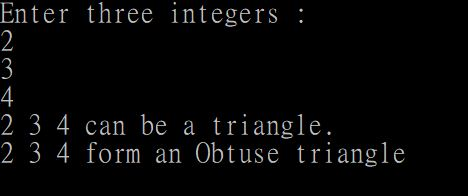 Enter three integers :
2
3
4
2 3 4 can be a triangle.
2 3 4 form an Obtuse triangle